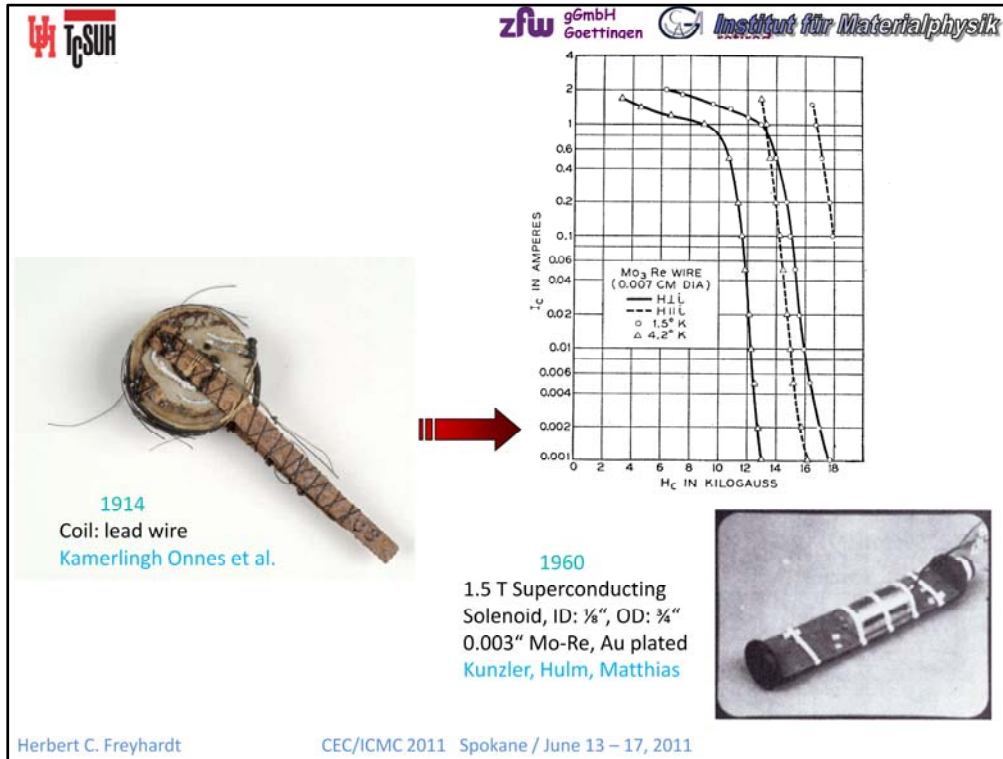 UH TcSUH
zfw gGmbH
Goettingen
Institut für Materialphysik
4
2
1
0.6
0.4
0.2
0.1
0.06
0.04
0.02
0.01
0.006
0.004
0.002
0.001
I_C IN AMPERES
Mo₃ Re WIRE
(0.007 CM DIA)
H⊥i
H∥i
1.5° K
4.2° K
0 2 4 6 8 10 12 14 16 18
H_C IN KILOGAUSS
1914
Coil: lead wire
Kamerlingh Onnes et al.
1960
1.5 T Superconducting
Solenoid, ID: ⅛“, OD: ¾“
0.003“ Mo-Re, Au plated
Kunzler, Hulm, Matthias
Herbert C. Freyhardt
CEC/ICMC 2011 Spokane / June 13 – 17, 2011